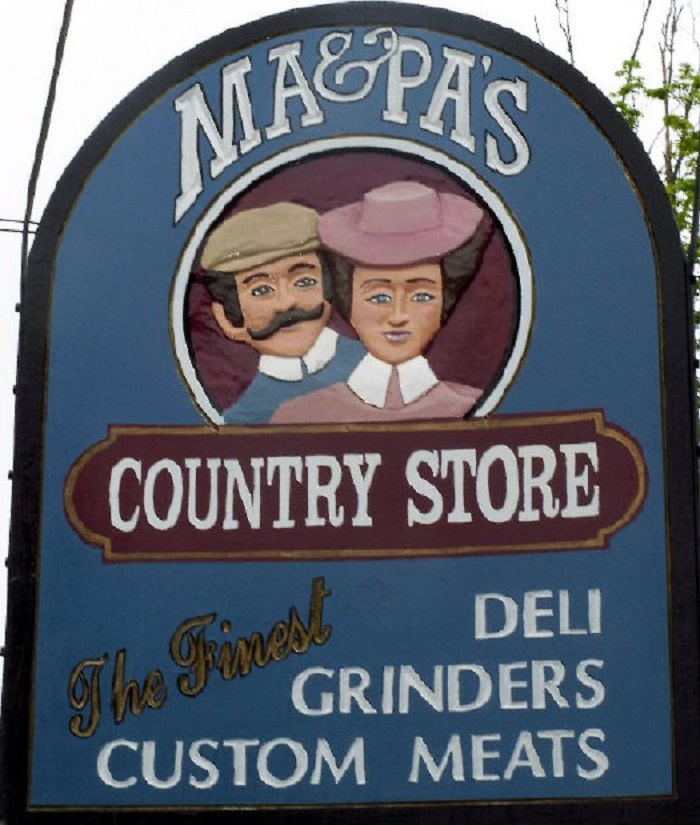 MA&PA'S
COUNTRY STORE
The Finest
DELI
GRINDERS
CUSTOM MEATS